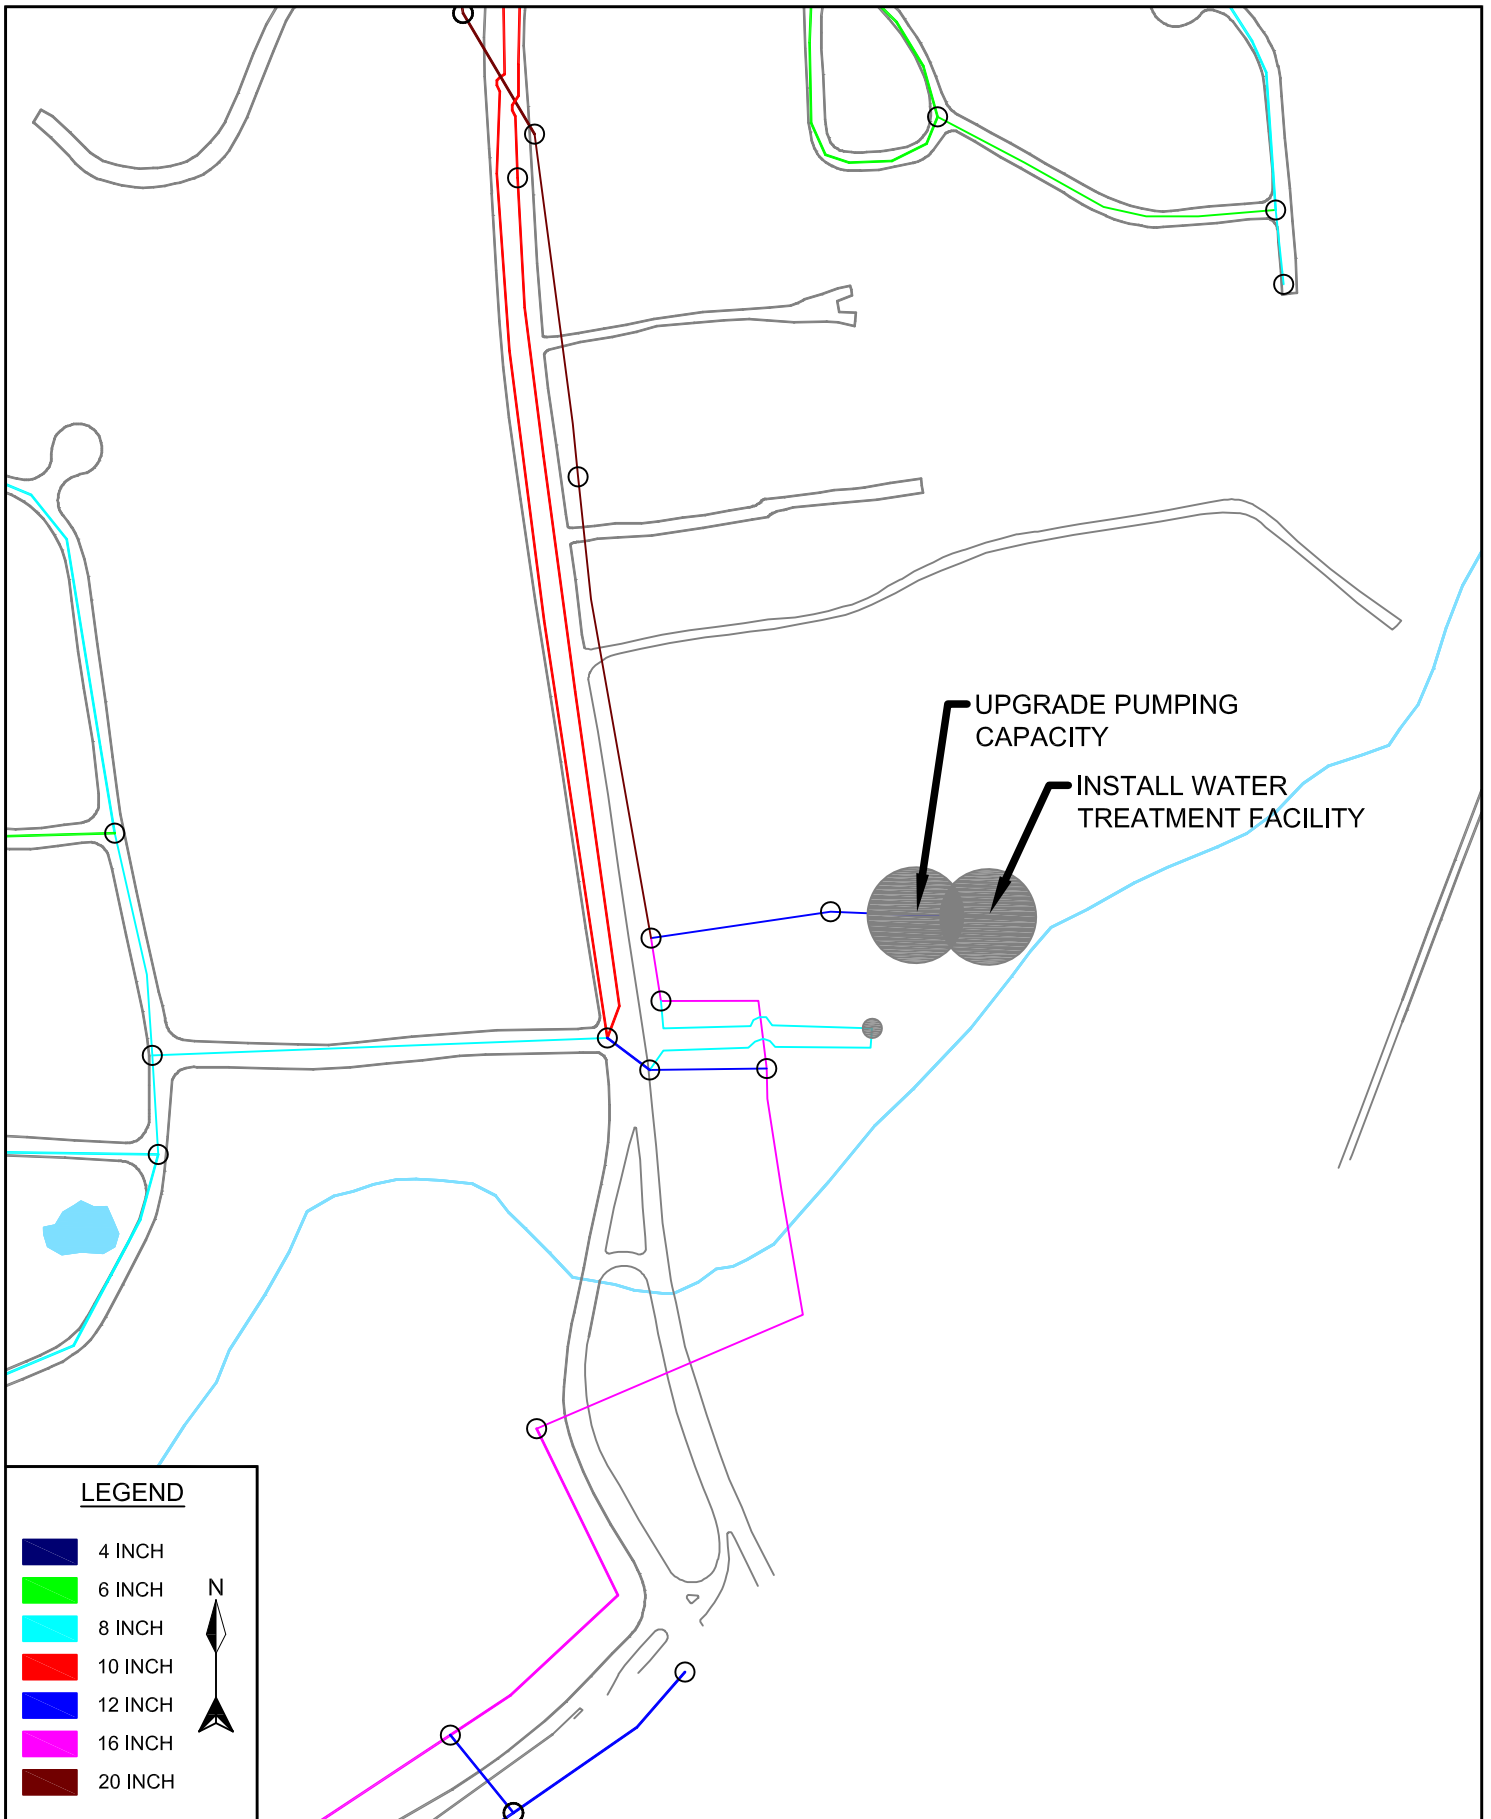 UPGRADE PUMPING
CAPACITY
INSTALL WATER
TREATMENT FACILITY
LEGEND
4 INCH
6 INCH
8 INCH
10 INCH
12 INCH
16 INCH
20 INCH
N